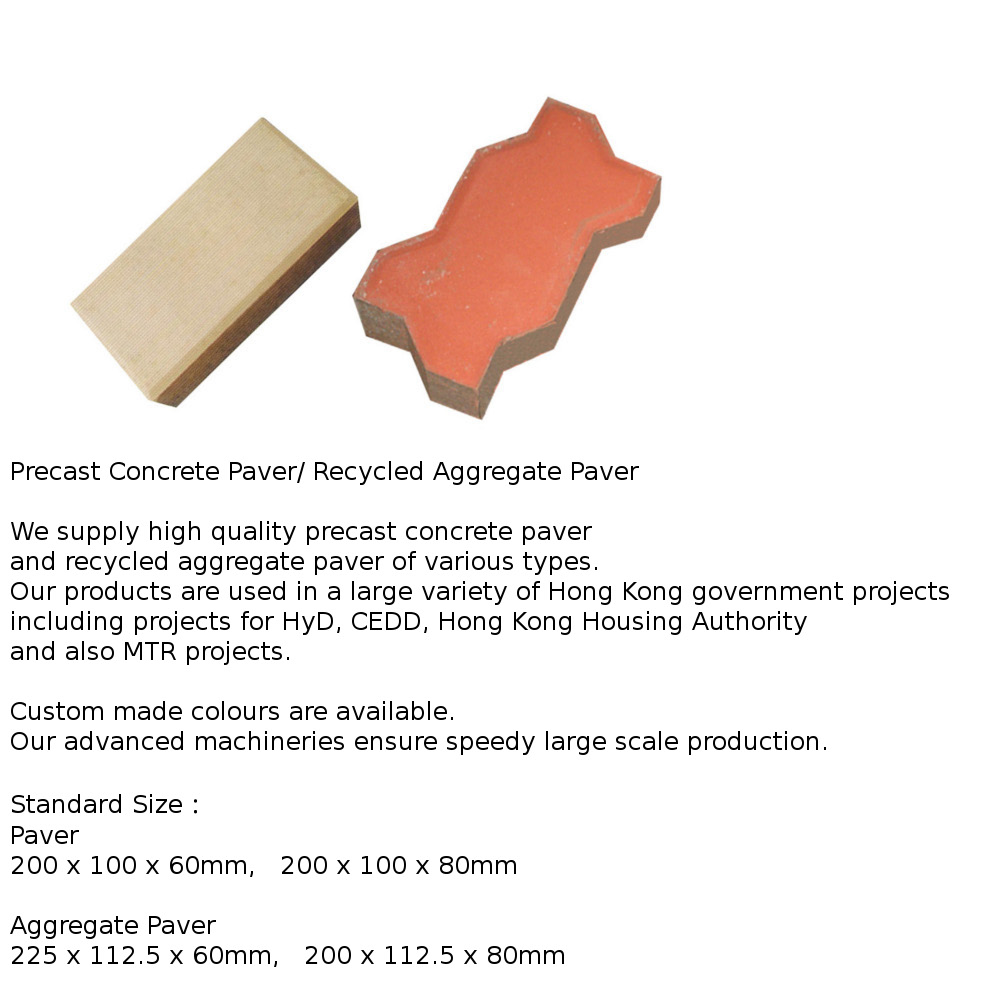 Precast Concrete Paver/ Recycled Aggregate Paver
We supply high quality precast concrete paver
and recycled aggregate paver of various types.
Our products are used in a large variety of Hong Kong government projects
including projects for HyD, CEDD, Hong Kong Housing Authority
and also MTR projects.
Custom made colours are available.
Our advanced machineries ensure speedy large scale production.
Standard Size :
Paver
200 x 100 x 60mm,   200 x 100 x 80mm
Aggregate Paver
225 x 112.5 x 60mm,   200 x 112.5 x 80mm